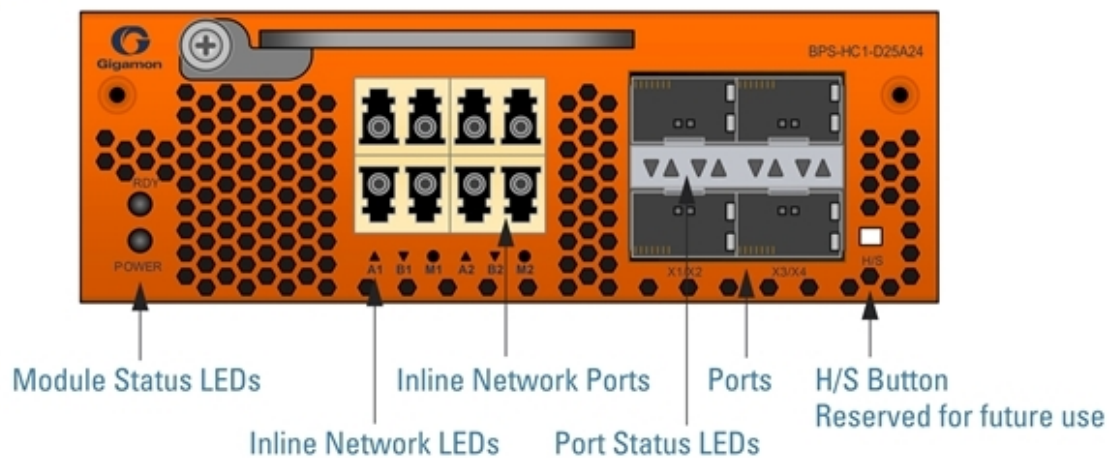 Gigamon
BPS-HC1-D25A24
RDY
POWER
A1 B1 M1 A2 B2 M2
X1/X2
X3/X4
H/S
Module Status LEDs
Inline Network Ports
Ports
H/S Button
Reserved for future use
Inline Network LEDs
Port Status LEDs